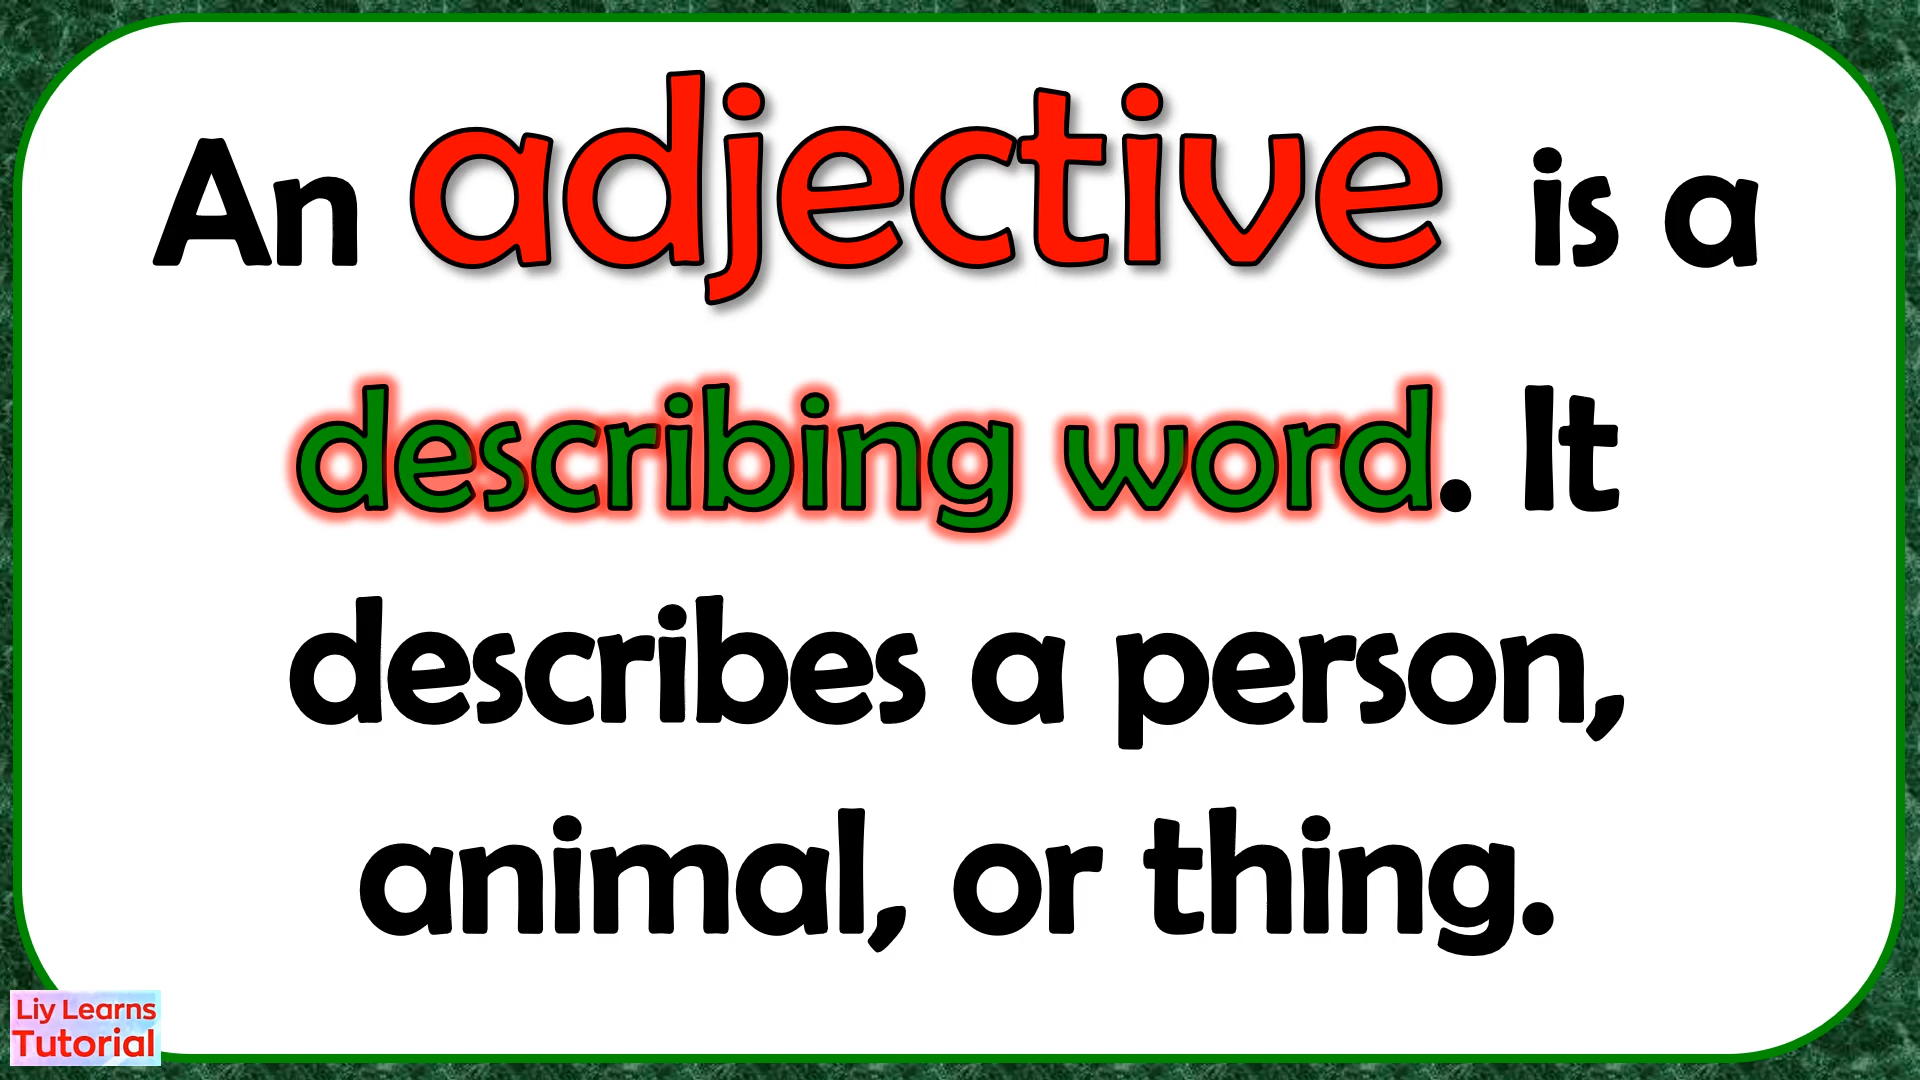 An adjective is a
describing word. It
describes a person,
animal, or thing.
Liy Learns
Tutorial